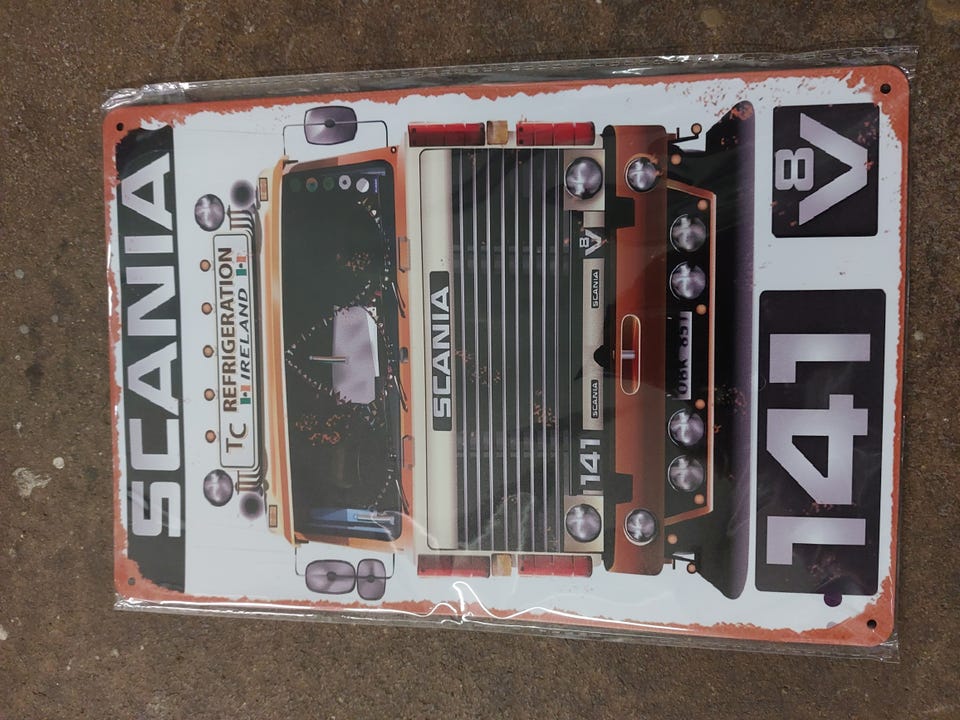 SCANIA
TC REFRIGERATION
IRELAND
SCANIA
141 SCANIA SCANIA V8
141 V8